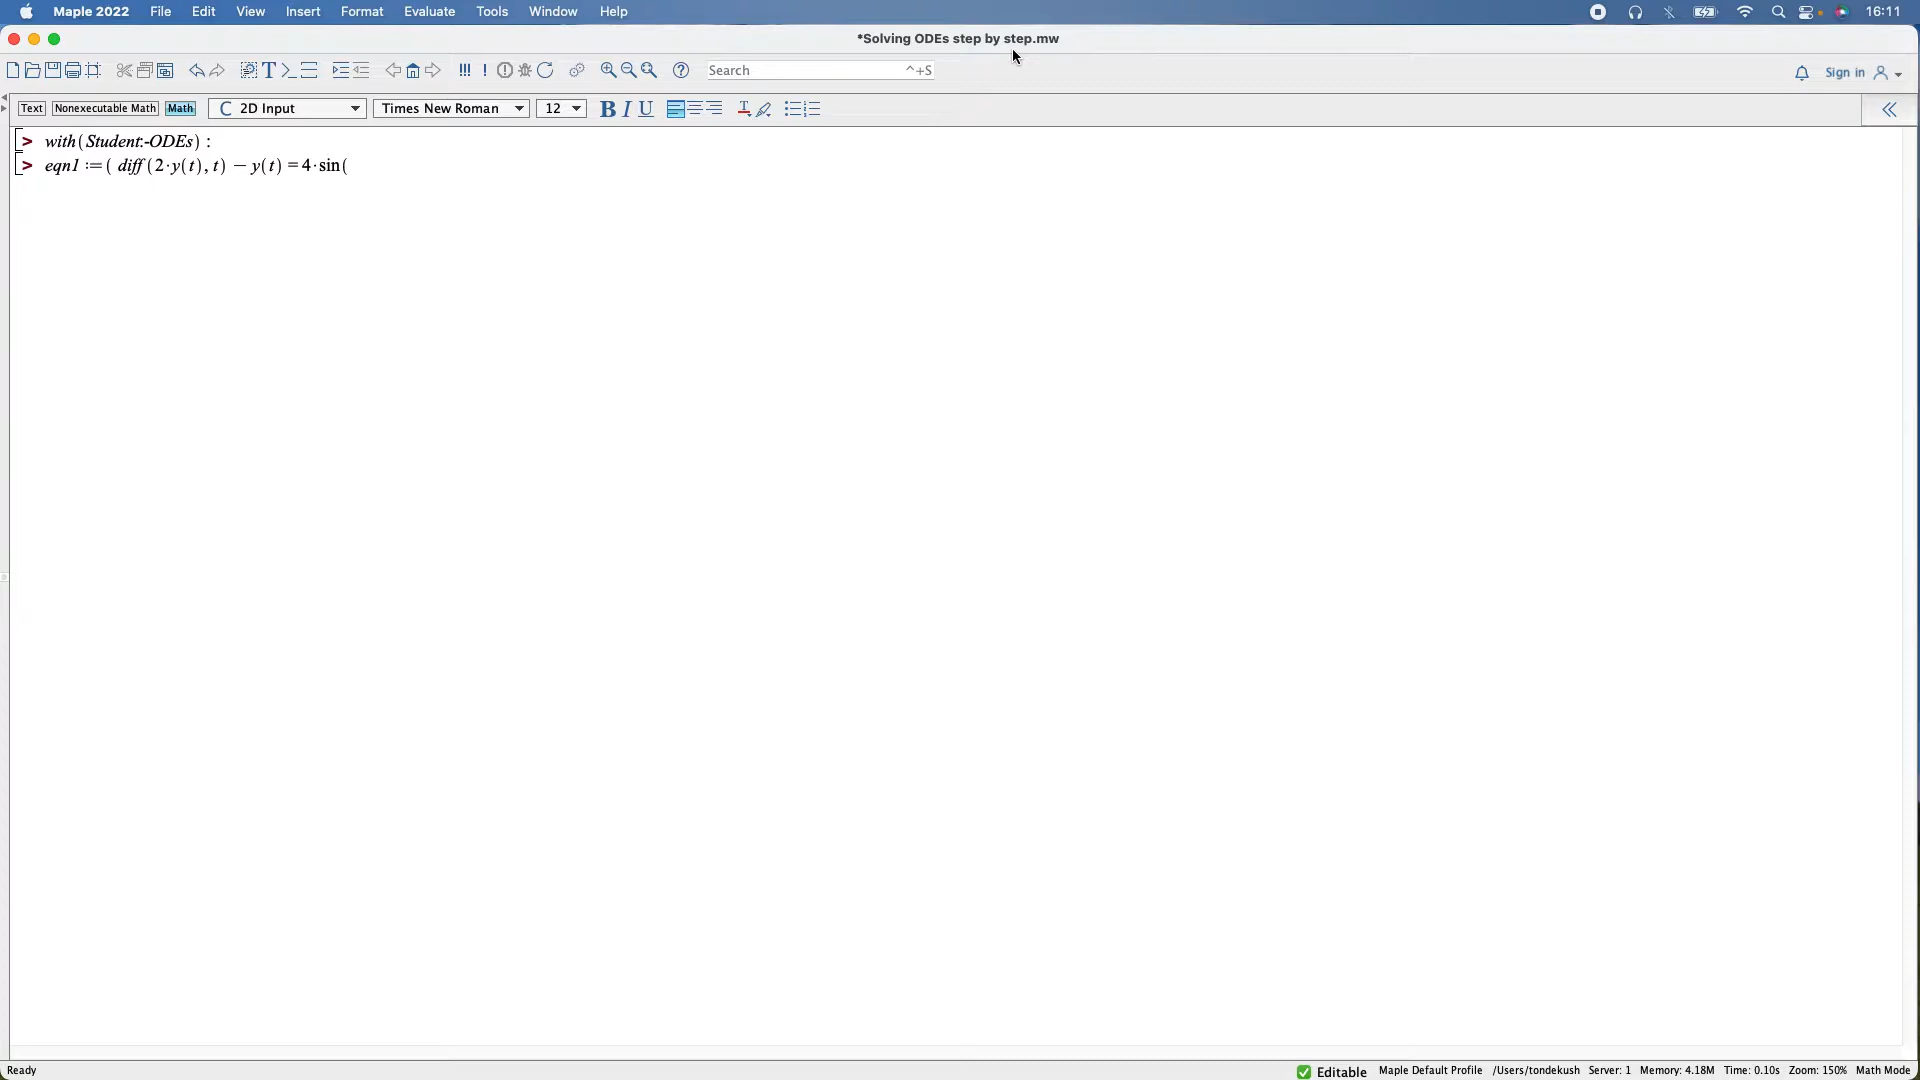 Maple 2022 File Edit View Insert Format Evaluate Tools Window Help 16:11
*Solving ODEs step by step.mw
Search ^+S Sign in
Text Nonexecutable Math Math C 2D Input Times New Roman 12 B I U
> with(Student:-ODEs) :
> eqn1 := ( diff(2·y(t), t) − y(t) = 4·sin(
Ready Editable Maple Default Profile /Users/tondekush Server: 1 Memory: 4.18M Time: 0.10s Zoom: 150% Math Mode